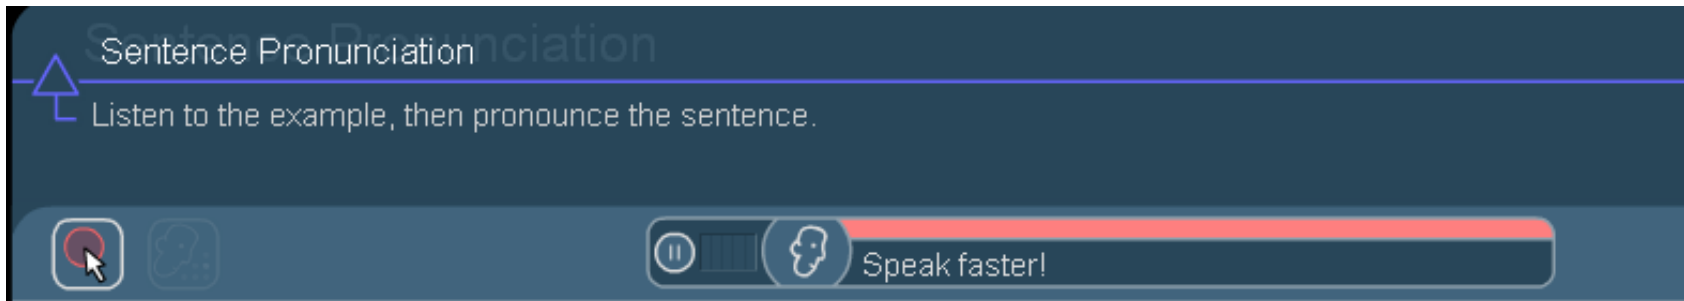 Sentence Pronunciation
Listen to the example, then pronounce the sentence.
Speak faster!